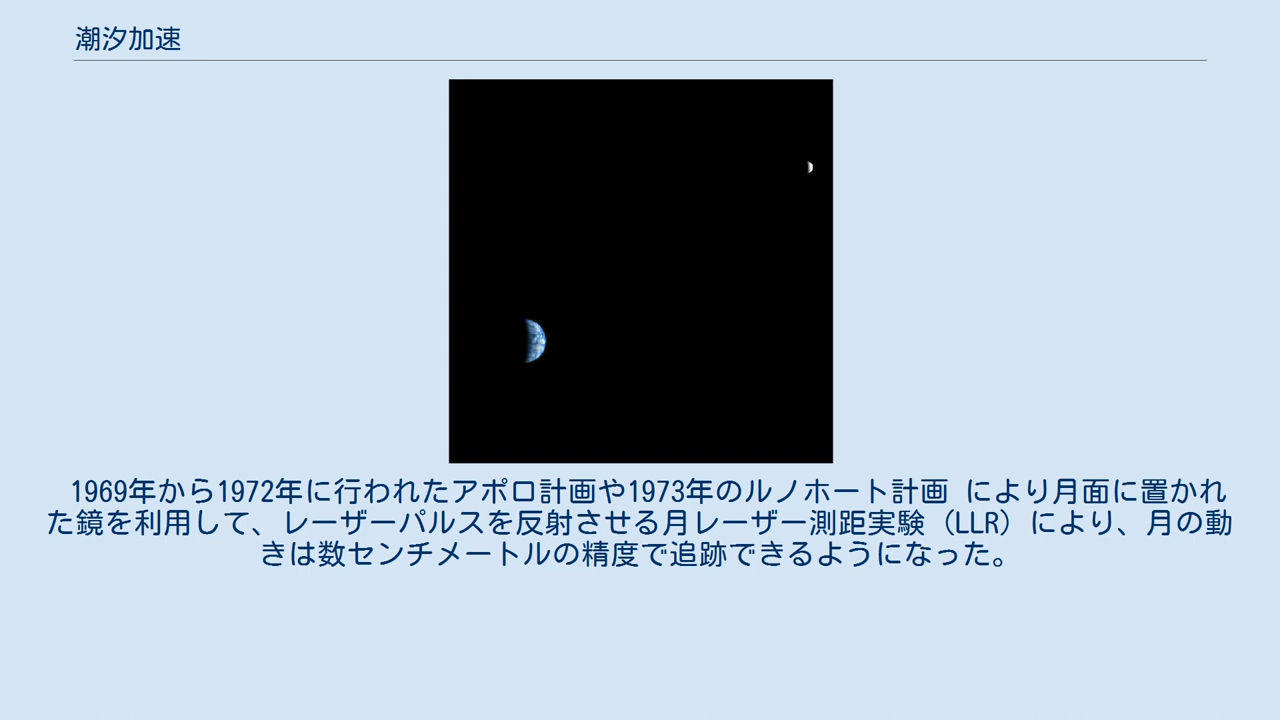 潮汐加速
1969年から1972年に行われたアポロ計画や1973年のルノホート計画 により月面に置かれ
た鏡を利用して、レーザーパルスを反射させる月レーザー測距実験（LLR）により、月の動
きは数センチメートルの精度で追跡できるようになった。